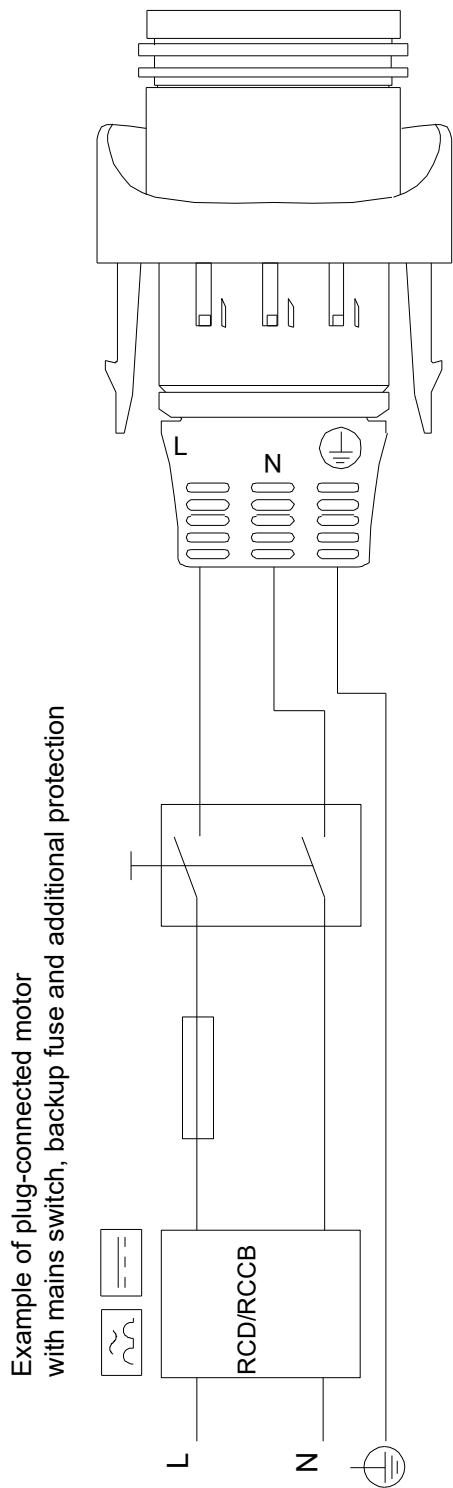 Example of plug-connected motor
with mains switch, backup fuse and additional protection
L
N
RCD/RCCB
L
N